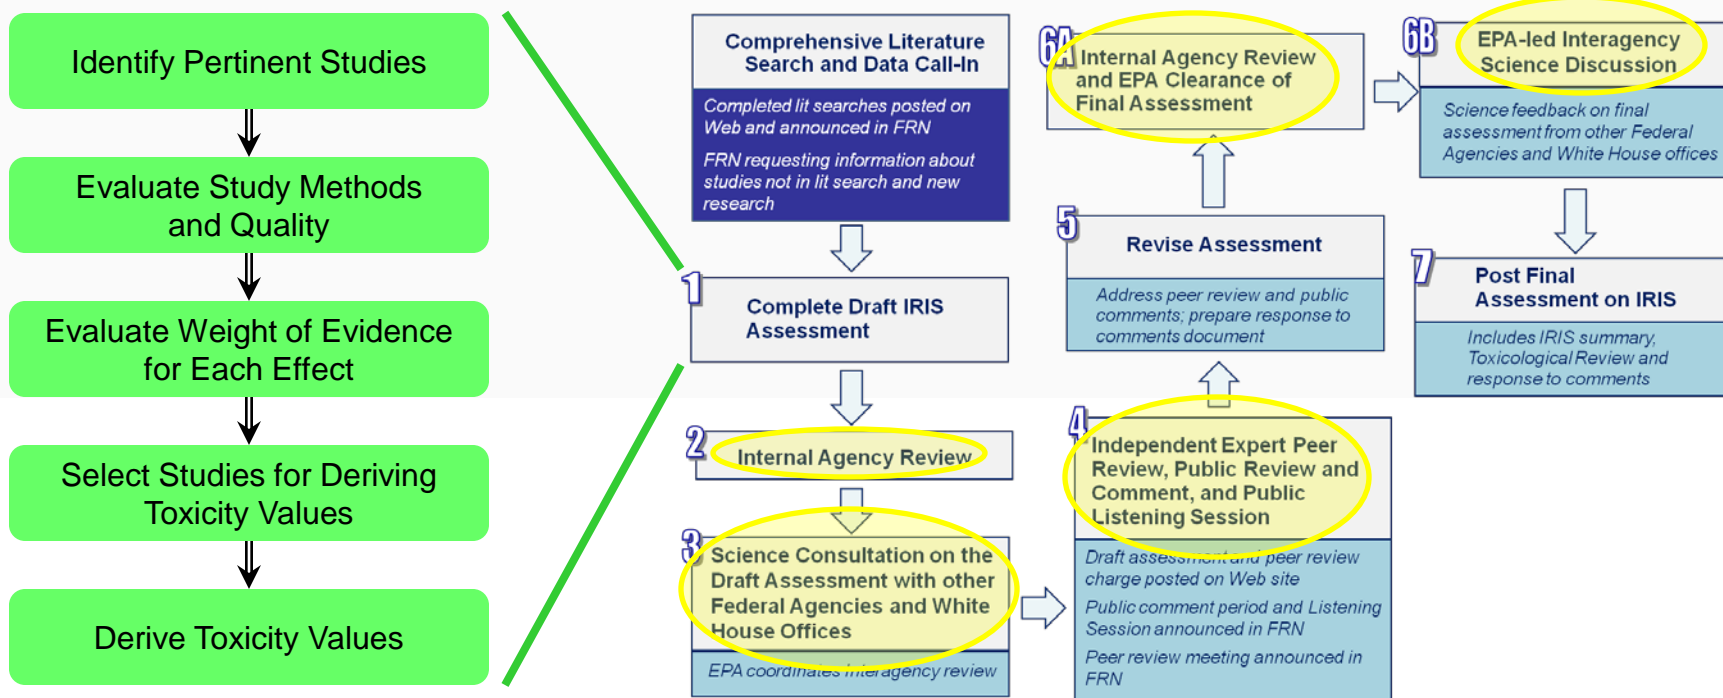 Identify Pertinent Studies
Evaluate Study Methods
and Quality
Evaluate Weight of Evidence
for Each Effect
Select Studies for Deriving
Toxicity Values
Derive Toxicity Values
Comprehensive Literature
Search and Data Call-In
Completed lit searches posted on
Web and announced in FRN
FRN requesting information about
studies not in lit search and new
research
1
Complete Draft IRIS
Assessment
2
Internal Agency Review
3
Science Consultation on the
Draft Assessment with other
Federal Agencies and White
House Offices
EPA coordinates interagency review
4
Independent Expert Peer
Review, Public Review and
Comment, and Public
Listening Session
Draft assessment and peer review
charge posted on Web site
Public comment period and Listening
Session announced in FRN
Peer review meeting announced in
FRN
5
Revise Assessment
Address peer review and public
comments; prepare response to
comments document
6A
Internal Agency Review
and EPA Clearance of
Final Assessment
6B
EPA-led Interagency
Science Discussion
Science feedback on final
assessment from other Federal
Agencies and White House offices
7
Post Final
Assessment on IRIS
Includes IRIS summary,
Toxicological Review and
response to comments